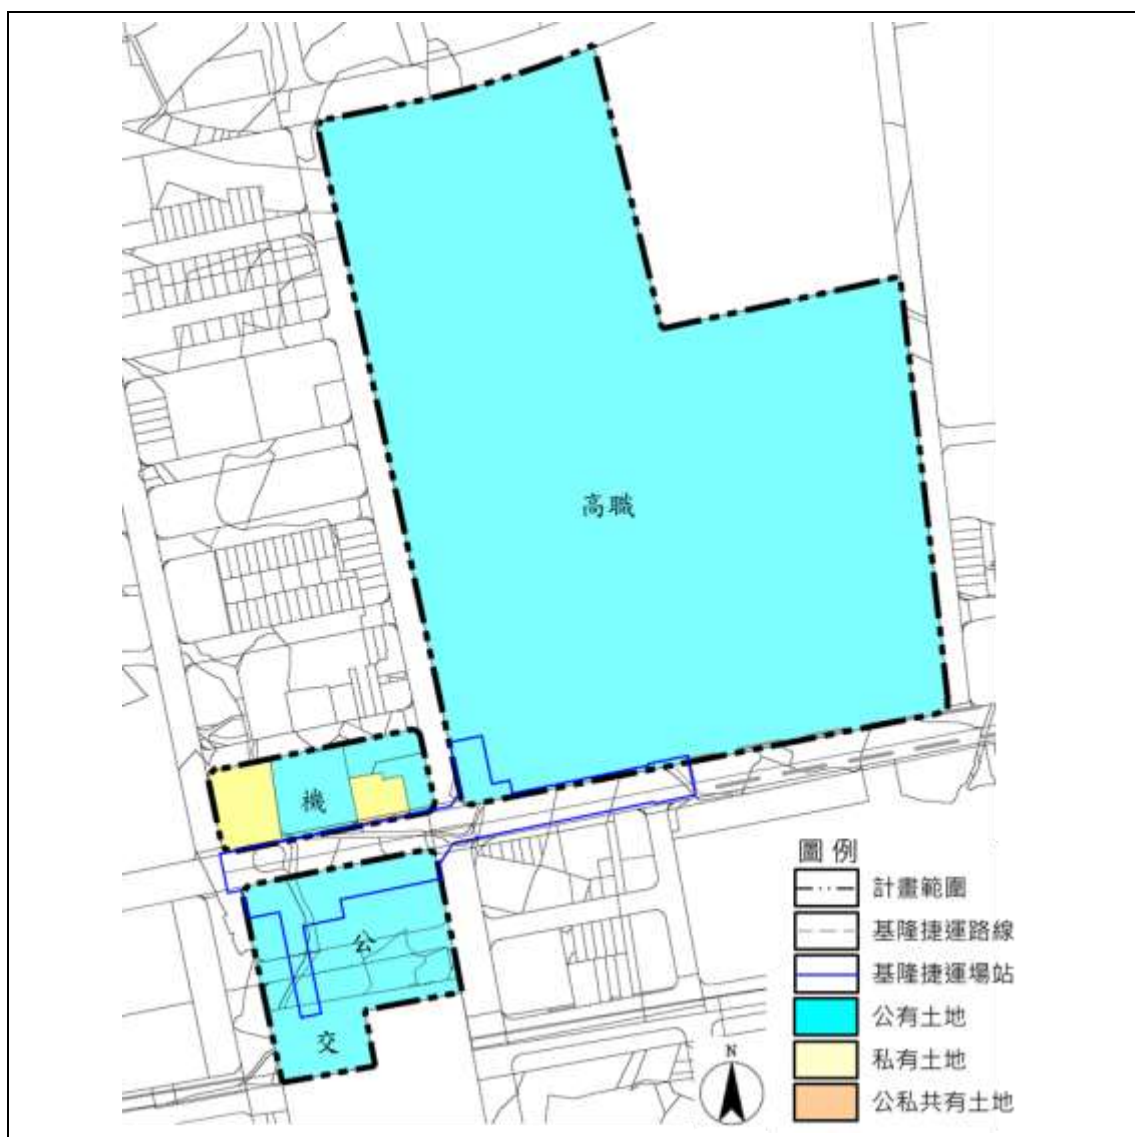 高職
機
公
交
圖例
計畫範圍
基隆捷運路線
基隆捷運場站
公有土地
私有土地
公私共有土地
N